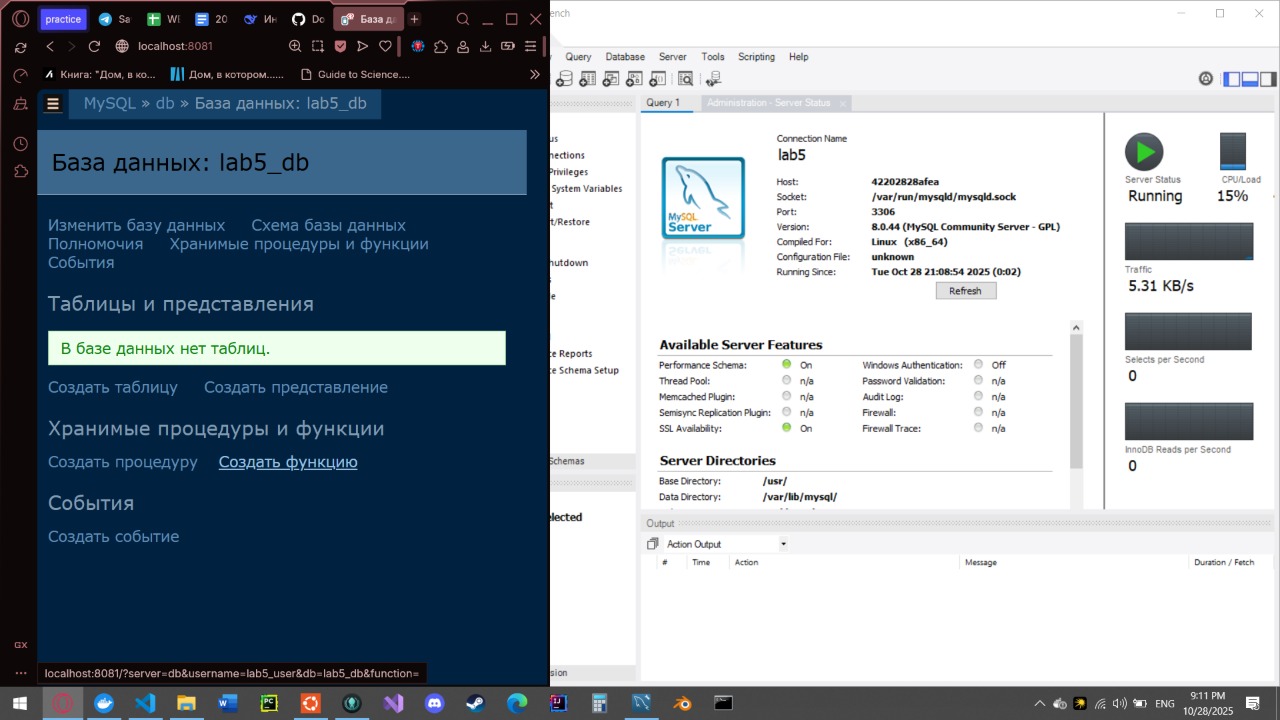 practice
Sa
WI
20
Ин
Do
База да
localhost:8081
Книга: "Дом, в ко...
Дом, в котором......
Guide to Science....
MySQL » db » База данных: lab5_db
База данных: lab5_db
Изменить базу данных Схема базы данных
Полномочия Хранимые процедуры и функции
События
Таблицы и представления
В базе данных нет таблиц.
Создать таблицу Создать представление
Хранимые процедуры и функции
Создать процедуру Создать функцию
События
Создать событие
GX
localhost:8081/?server=db&username=lab5_user&db=lab5_db&function=
ench
Query Database Server Tools Scripting Help
Query 1 Administration - Server Status
us
nections
Privileges
System Variables
t
rt/Restore
hutdown
s
e
ce Reports
ce Schema Setup
Schemas
elected
sion
Connection Name
lab5
Host: 42202828afea
Socket: /var/run/mysqld/mysqld.sock
Port: 3306
Version: 8.0.44 (MySQL Community Server - GPL)
Compiled For: Linux (x86_64)
Configuration File: unknown
Running Since: Tue Oct 28 21:08:54 2025 (0:02)
Refresh
MySQL
Server
Available Server Features
Performance Schema: On Windows Authentication: Off
Thread Pool: n/a Password Validation: n/a
Memcached Plugin: n/a Audit Log: n/a
Semisync Replication Plugin: n/a Firewall: n/a
SSL Availability: On Firewall Trace: n/a
Server Directories
Base Directory: /usr/
Data Directory: /var/lib/mysql/
Server Status CPU/Load
Running 15%
Traffic
5.31 KB/s
Selects per Second
0
InnoDB Reads per Second
0
Output
Action Output
# Time Action Message Duration / Fetch
ENG
9:11 PM
10/28/2025